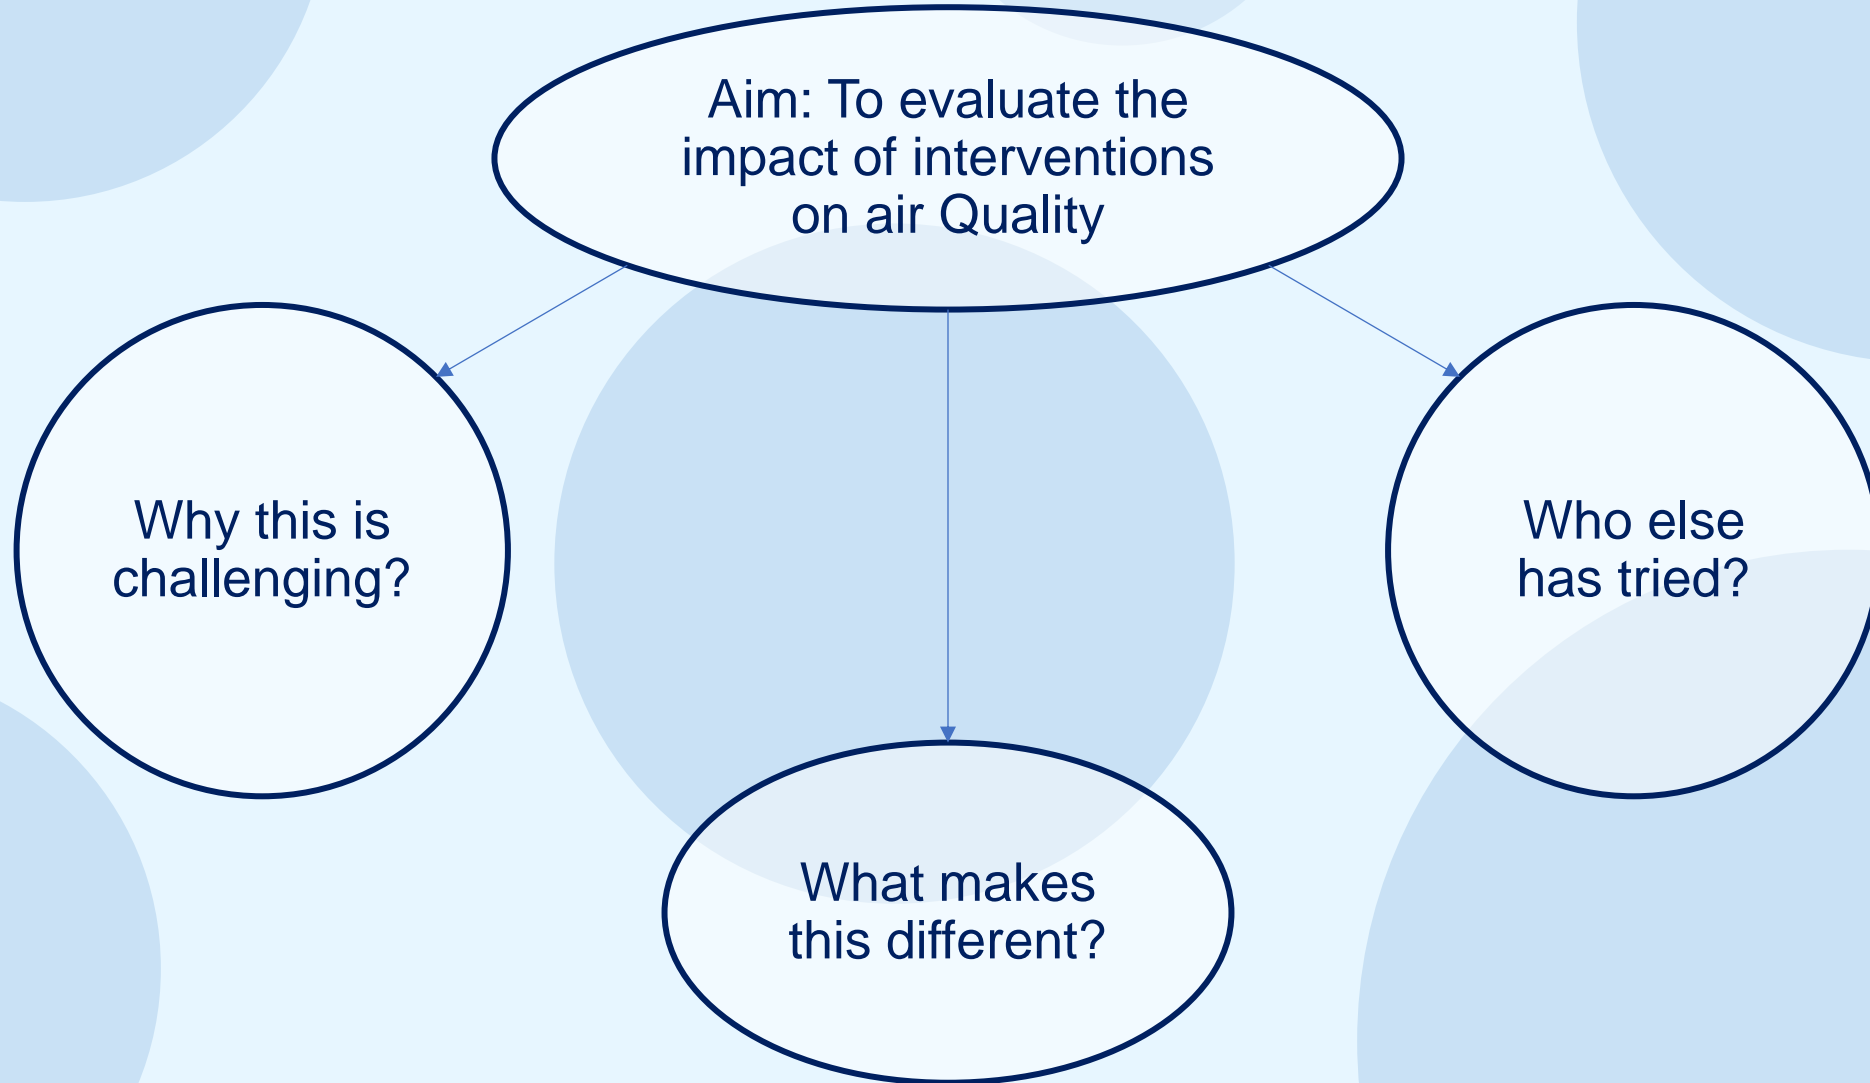 Aim: To evaluate the
impact of interventions
on air Quality
Why this is
challenging?
Who else
has tried?
What makes
this different?